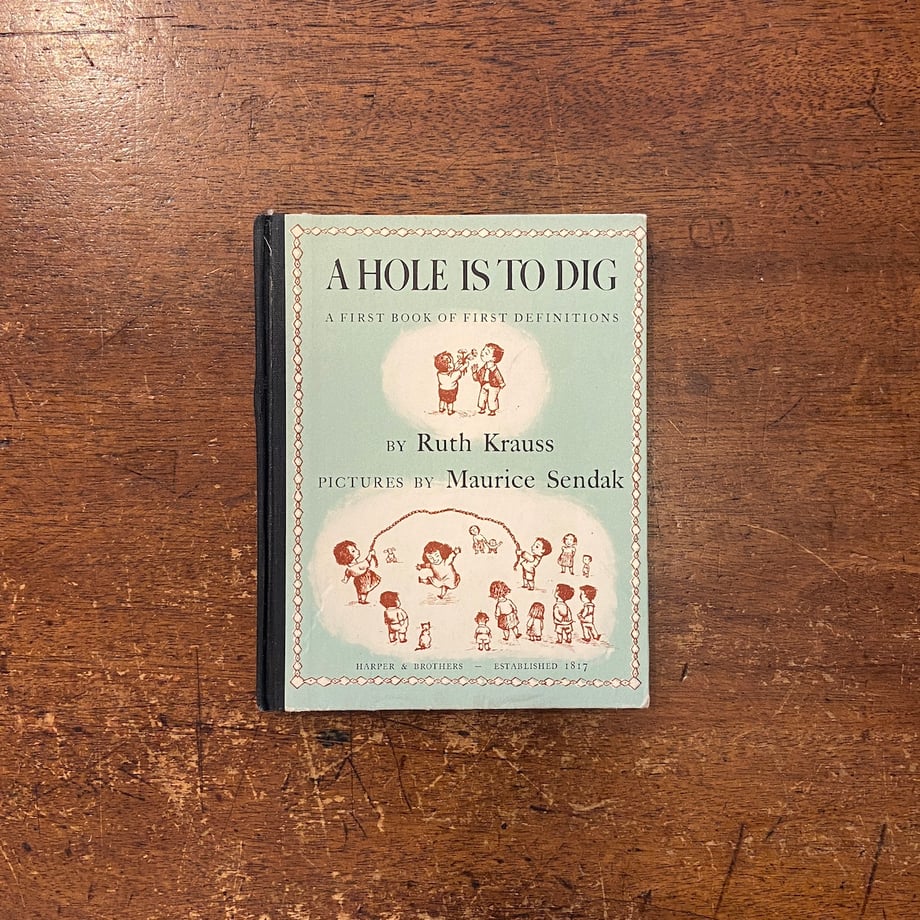 A HOLE IS TO DIG
A FIRST BOOK OF FIRST DEFINITIONS
BY Ruth Krauss
PICTURES BY Maurice Sendak
HARPER & BROTHERS – ESTABLISHED 1817